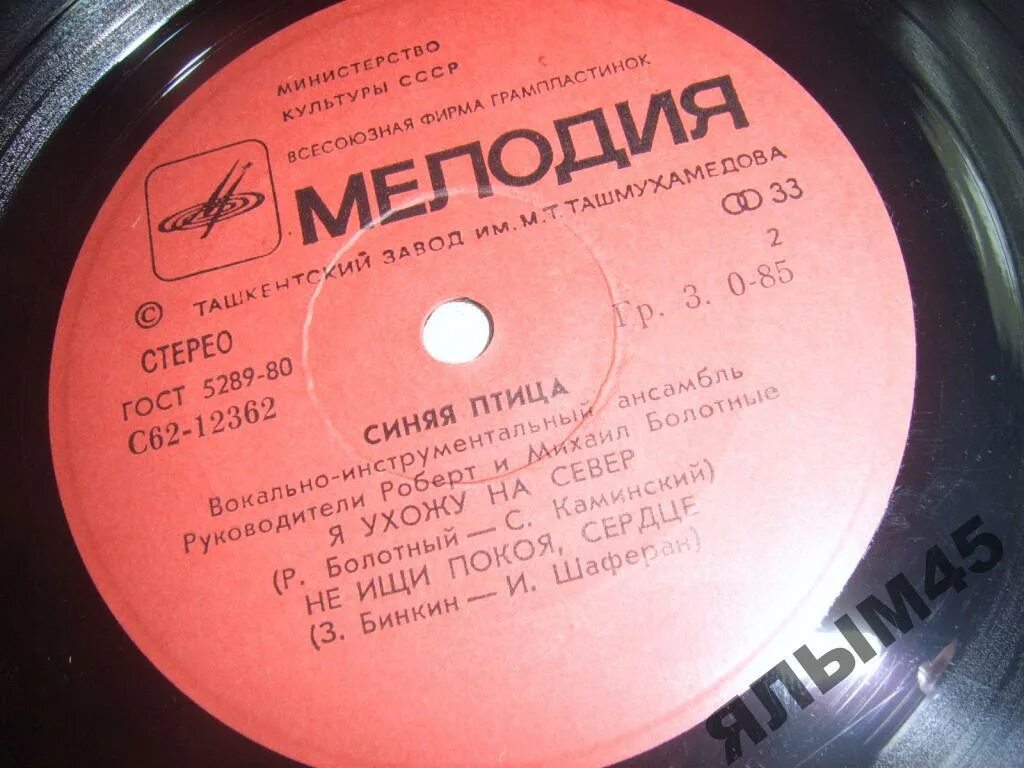 МИНИСТЕРСТВО
КУЛЬТУРЫ СССР
ВСЕСОЮЗНАЯ ФИРМА ГРАМПЛАСТИНОК
МЕЛОДИЯ
© ТАШКЕНТСКИЙ ЗАВОД ИМ. М.Т.ТАШМУХАМЕДОВА
СТЕРЕО
33
ГОСТ 5289-80
2
С62-12362
Гр. 3. 0-85
СИНЯЯ ПТИЦА
Вокально-инструментальный ансамбль
Руководители Роберт и Михаил Болотные
Я УХОЖУ НА СЕВЕР
(Р. Болотный — С. Каминский)
НЕ ИЩИ ПОКОЯ, СЕРДЦЕ
(З. Бинкин — И. Шаферан)
ЯЛЫМ45